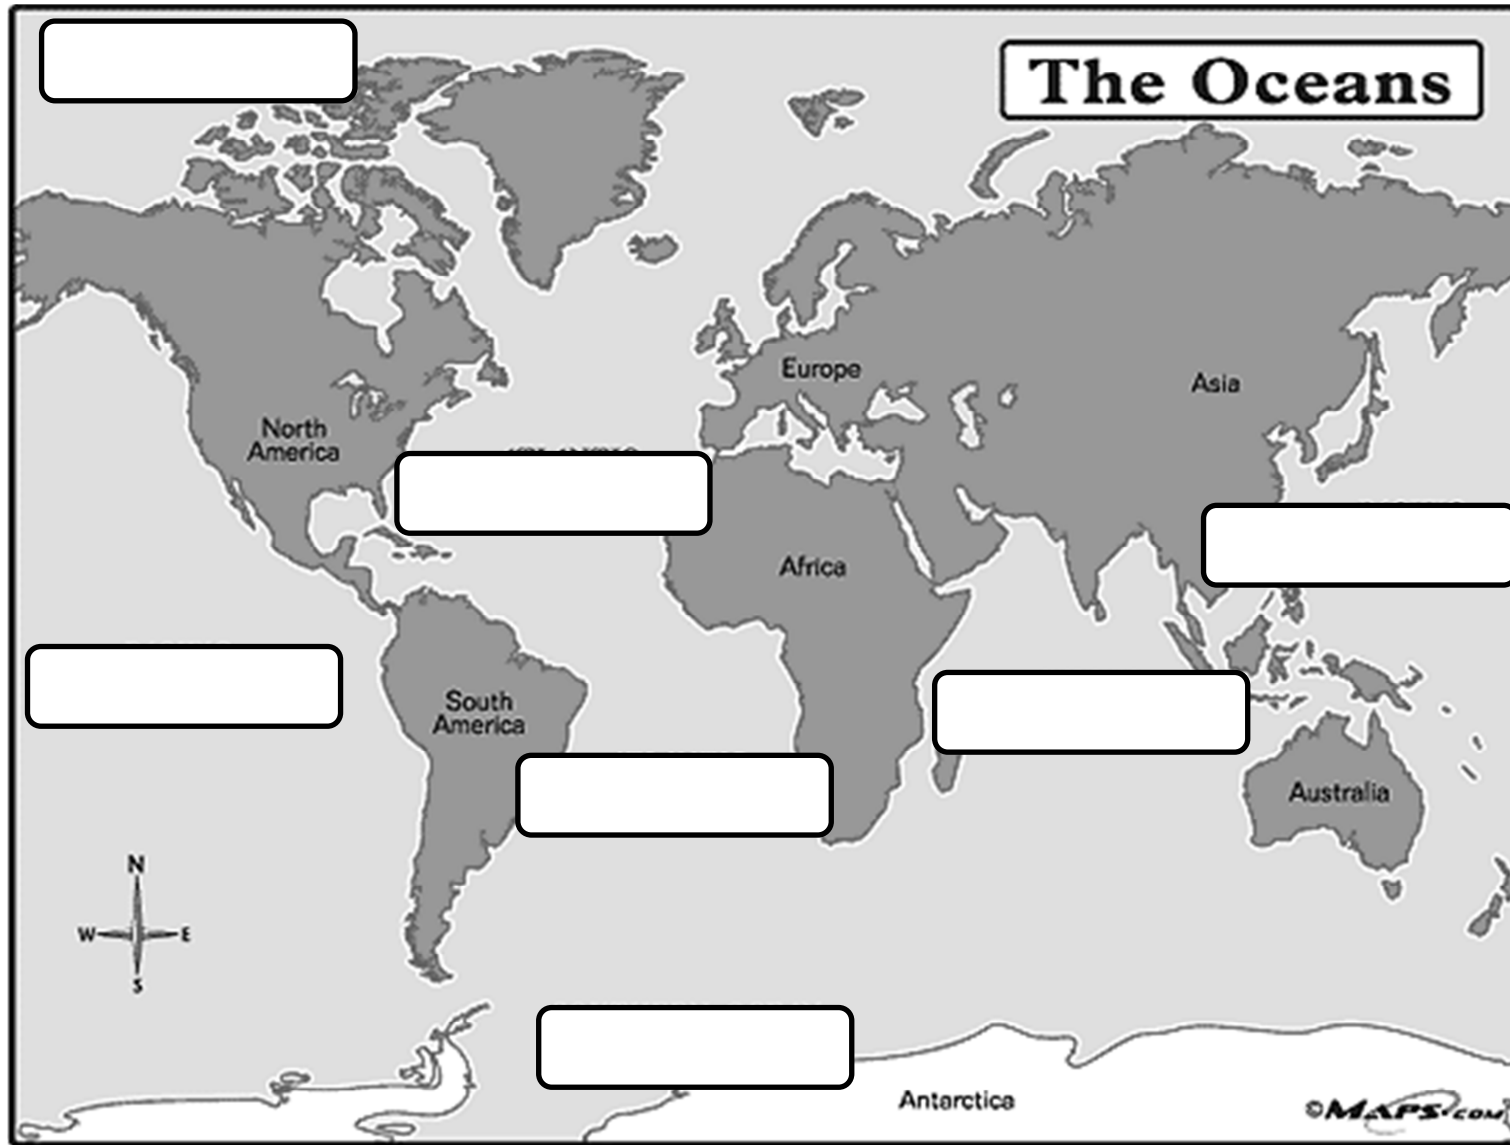 The Oceans
Europe
Asia
North
America
Africa
South
America
Australia
N
W E
S
Antarctica
©MAPS.COM